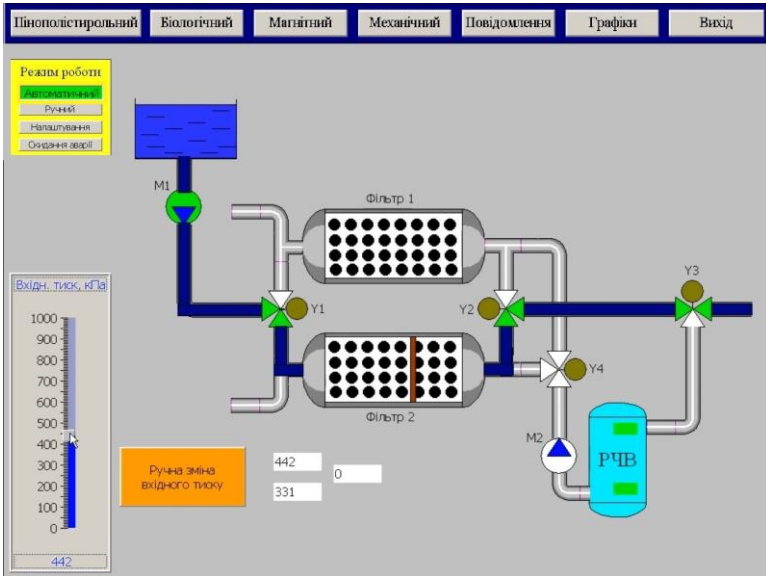 Пінополістирольний Біологічний Магнітний Механічний Повідомлення Графіки Вихід
Режим роботи
Автоматичний
Ручний
Налаштування
Скидання аварії
M1
Фільтр 1
Y1
Y2
Y3
Фільтр 2
Y4
M2
РЧВ
Вхідн. тиск, кПа
1000
900
800
700
600
500
400
300
200
100
0
442
Ручна зміна
вхідного тиску
442
0
331